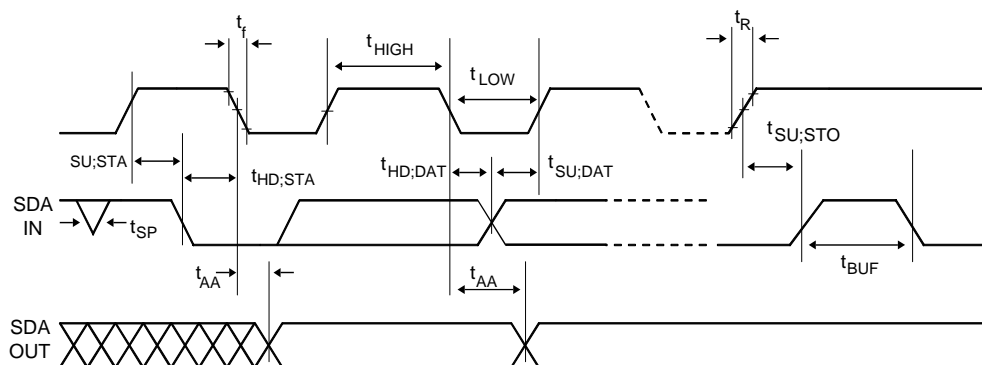 tf
tHIGH
tR
tLOW
tSU;STO
SU;STA
tHD;STA
tHD;DAT
tSU;DAT
SDA
IN
tSP
tAA
tAA
tBUF
SDA
OUT